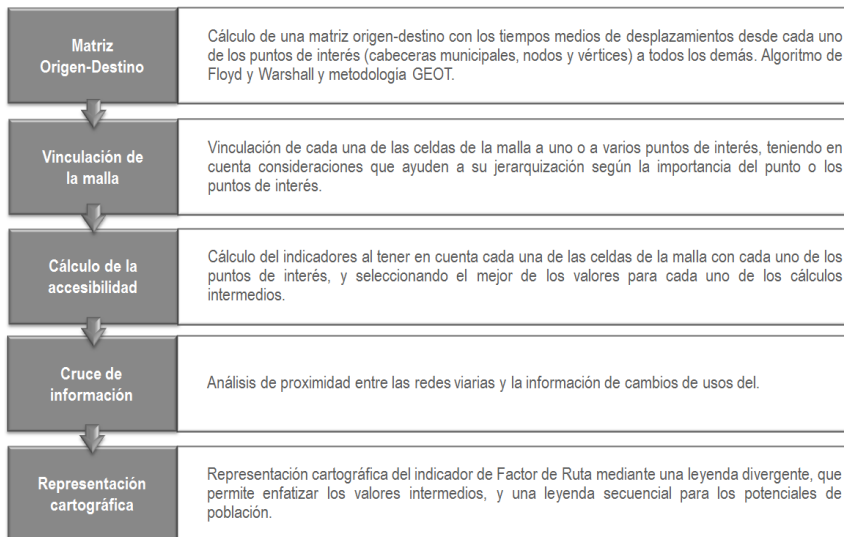 Matriz
Origen-Destino
Cálculo de una matriz origen-destino con los tiempos medios de desplazamientos desde cada uno
de los puntos de interés (cabeceras municipales, nodos y vértices) a todos los demás. Algoritmo de
Floyd y Warshall y metodología GEOT.
Vinculación de
la malla
Vinculación de cada una de las celdas de la malla a uno o a varios puntos de interés, teniendo en
cuenta consideraciones que ayuden a su jerarquización según la importancia del punto o los
puntos de interés.
Cálculo de la
accesibilidad
Cálculo del indicadores al tener en cuenta cada una de las celdas de la malla con cada uno de los
puntos de interés, y seleccionando el mejor de los valores para cada uno de los cálculos
intermedios.
Cruce de
información
Análisis de proximidad entre las redes viarias y la información de cambios de usos del.
Representación
cartográfica
Representación cartográfica del indicador de Factor de Ruta mediante una leyenda divergente, que
permite enfatizar los valores intermedios, y una leyenda secuencial para los potenciales de
población.